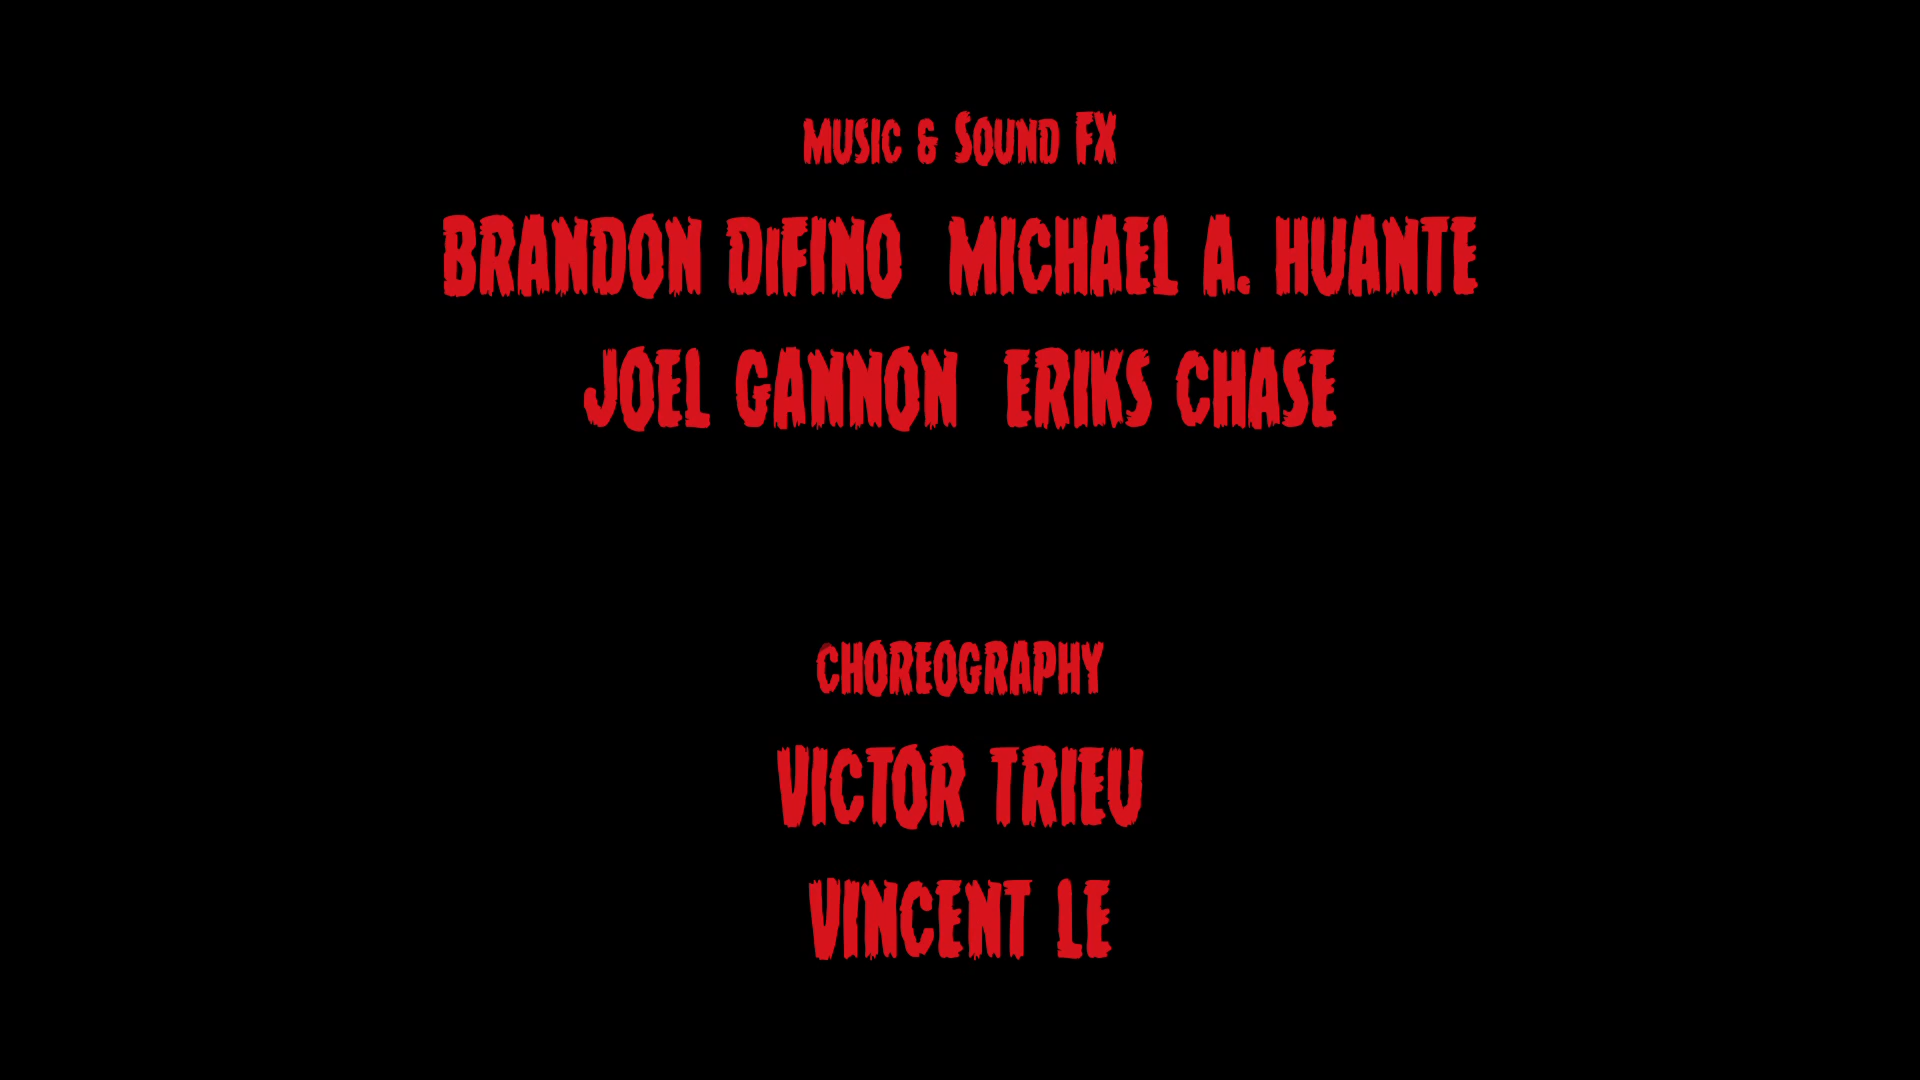 MUSIC & SOUND FX
BRANDON DiFINO MICHAEL A. HUANTE
JOEL GANNON ERIKS CHASE
CHOREOGRAPHY
VICTOR TRIEU
VINCENT LE